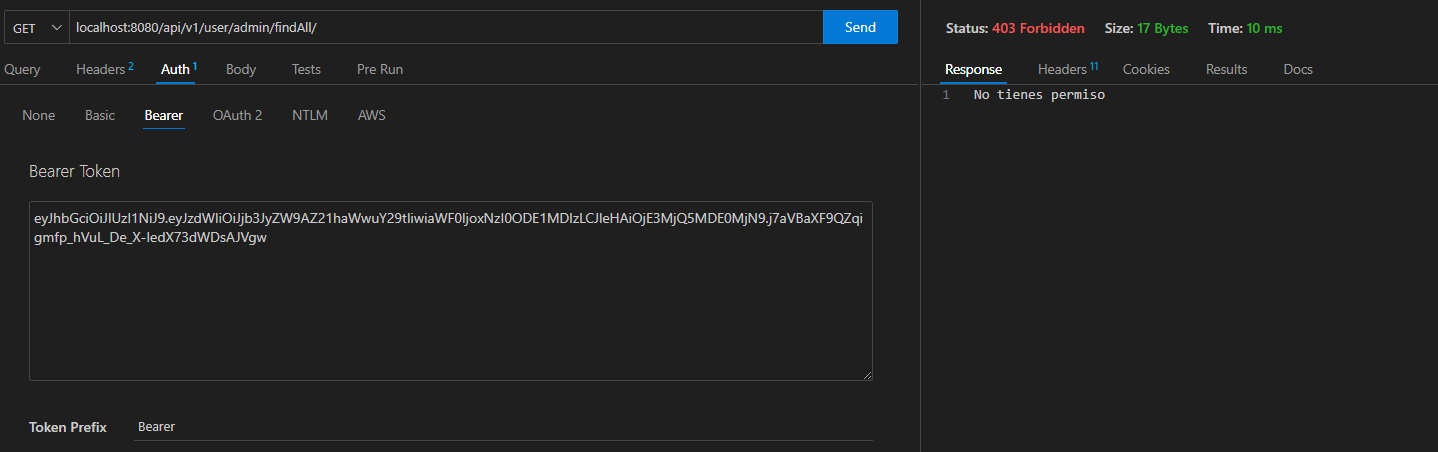 GET localhost:8080/api/v1/user/admin/findAll/ Send
Query Headers 2 Auth 1 Body Tests Pre Run
None Basic Bearer OAuth 2 NTLM AWS
Bearer Token
eyJhbGciOiJIUzI1NiJ9.eyJzdWIiOiJjb3JyZW9AZ21haWwuY29tIiwiaWF0IjoxNzI0ODE1MDIzLCJleHAiOjE3MjQ5MDE0MjN9.j7aVBaXF9QZqi
gmfp_hVuL_De_X-IedX73dWDsAJVgw
Token Prefix Bearer
Status: 403 Forbidden Size: 17 Bytes Time: 10 ms
Response Headers 11 Cookies Results Docs
1 No tienes permiso